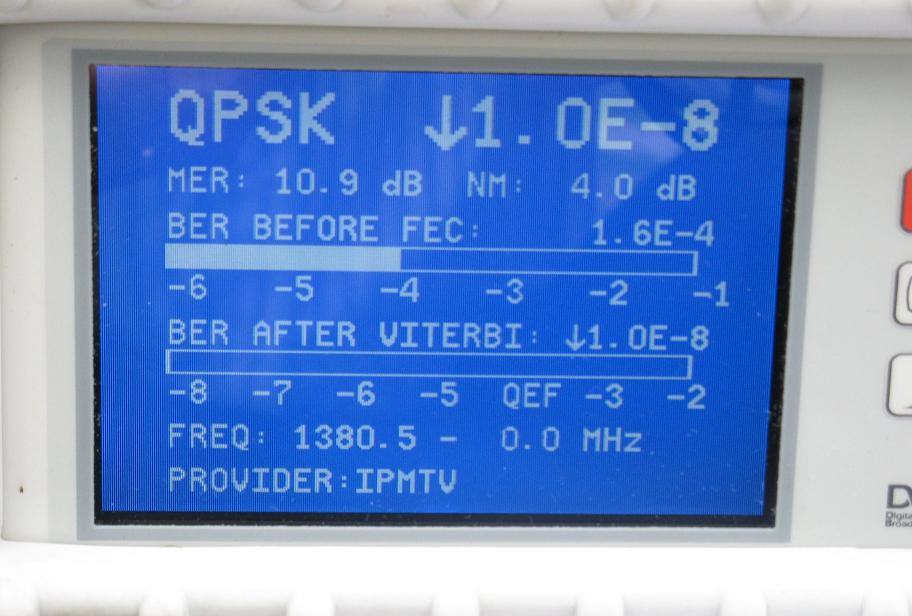 QPSK ↓1.0E-8
MER: 10.9 dB NM: 4.0 dB
BER BEFORE FEC: 1.6E-4
-6 -5 -4 -3 -2 -1
BER AFTER VITERBI: ↓1.0E-8
-8 -7 -6 -5 QEF -3 -2
FREQ: 1380.5 - 0.0 MHz
PROVIDER:IPMTV